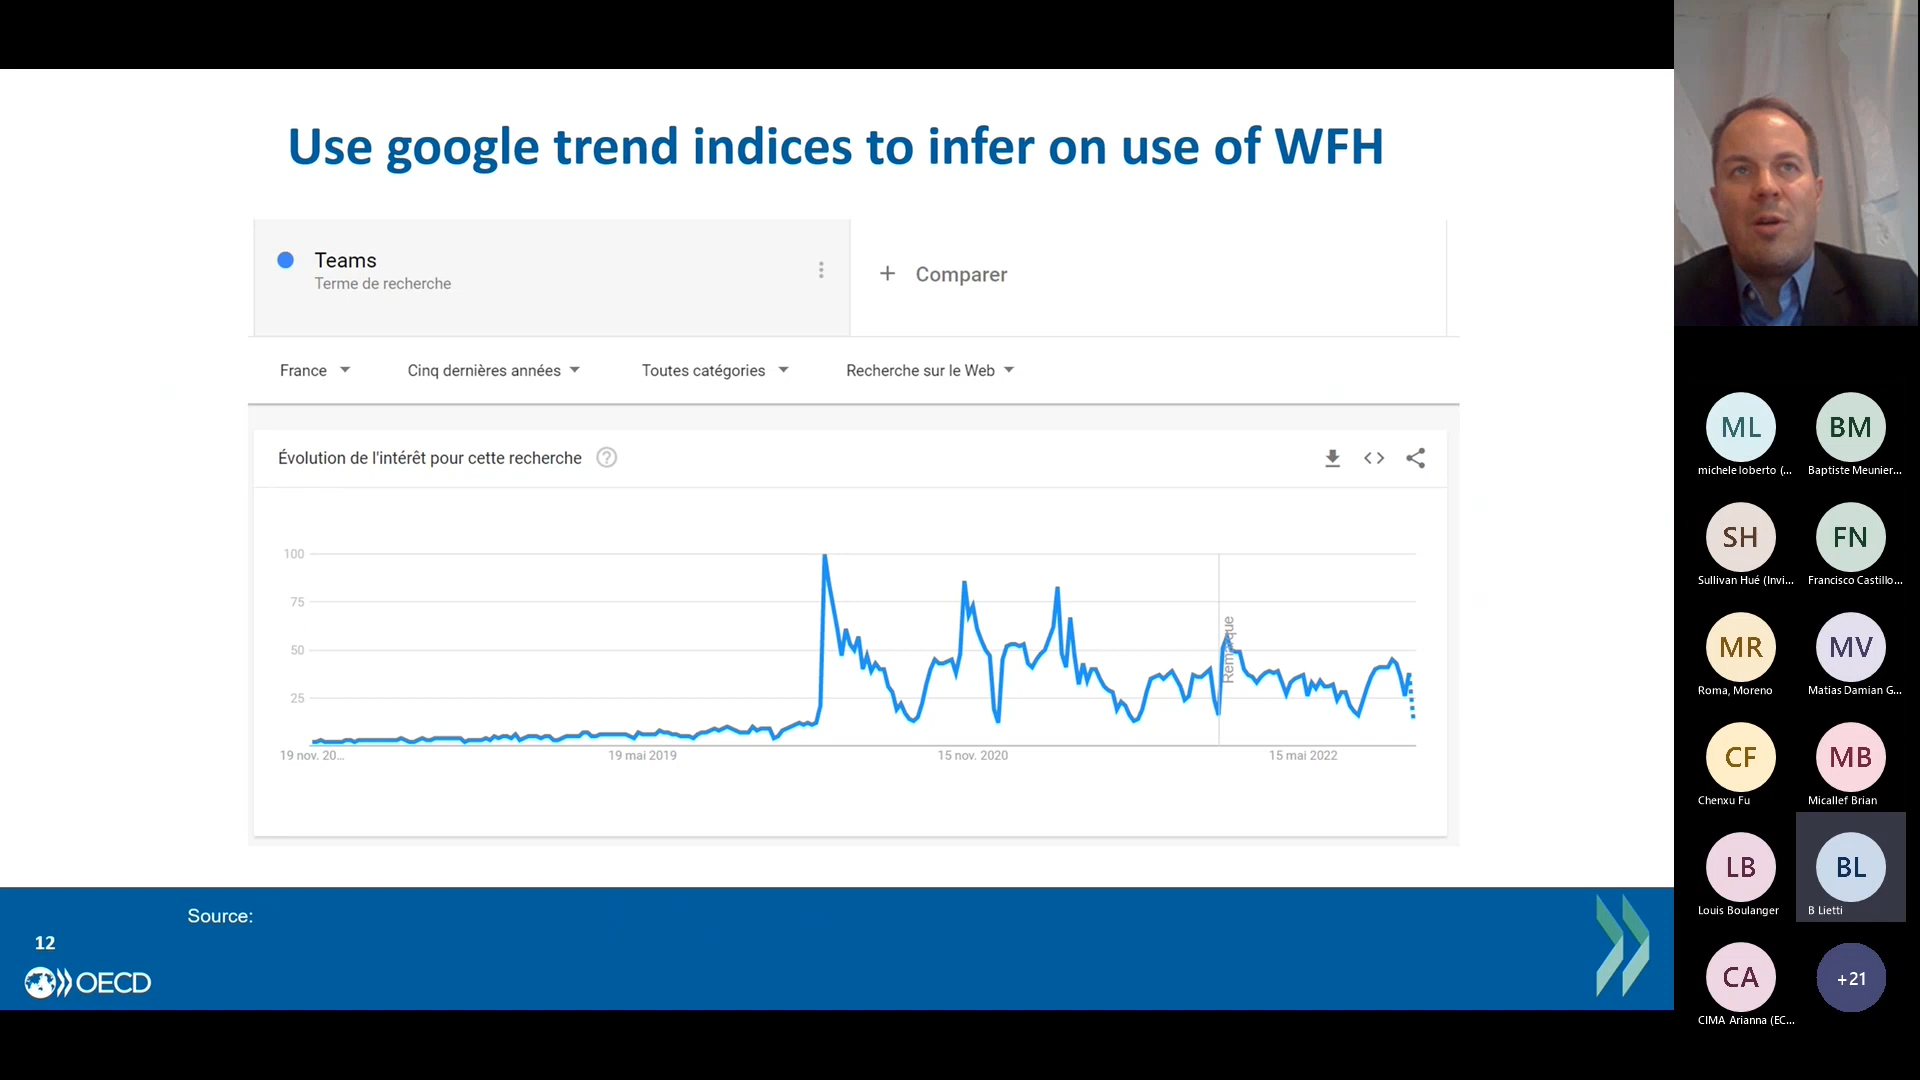 Use google trend indices to infer on use of WFH
Teams
Terme de recherche
+ Comparer
France
Cinq dernières années
Toutes catégories
Recherche sur le Web
Évolution de l'intérêt pour cette recherche
100
75
50
25
Remarque
19 nov. 20...
19 mai 2019
15 nov. 2020
15 mai 2022
Source:
12
OECD
ML
BM
michele loberto (...
Baptiste Meunier...
SH
FN
Sullivan Hué (Invi...
Francisco Castillo...
MR
MV
Roma, Moreno
Matias Damian G...
CF
MB
Chenxu Fu
Micallef Brian
LB
BL
Louis Boulanger
B Lietti
CA
+21
CIMA Arianna (EC...